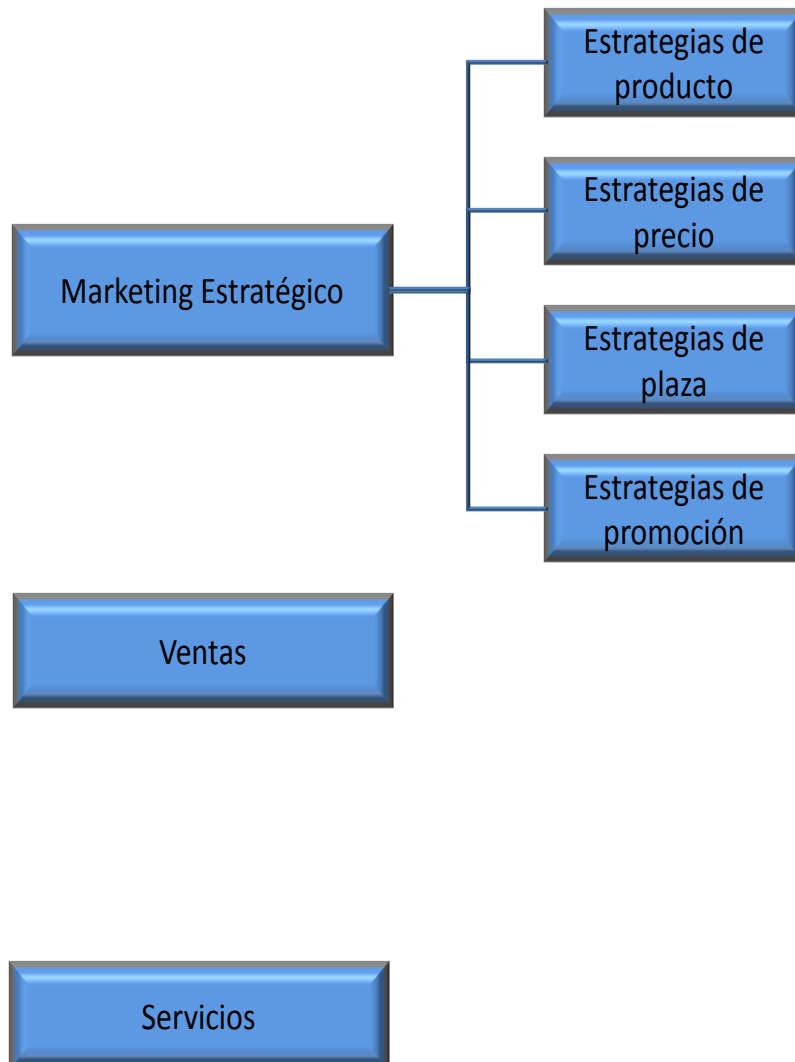 Estrategias de
producto
Estrategias de
precio
Marketing Estratégico
Estrategias de
plaza
Estrategias de
promoción
Ventas
Servicios